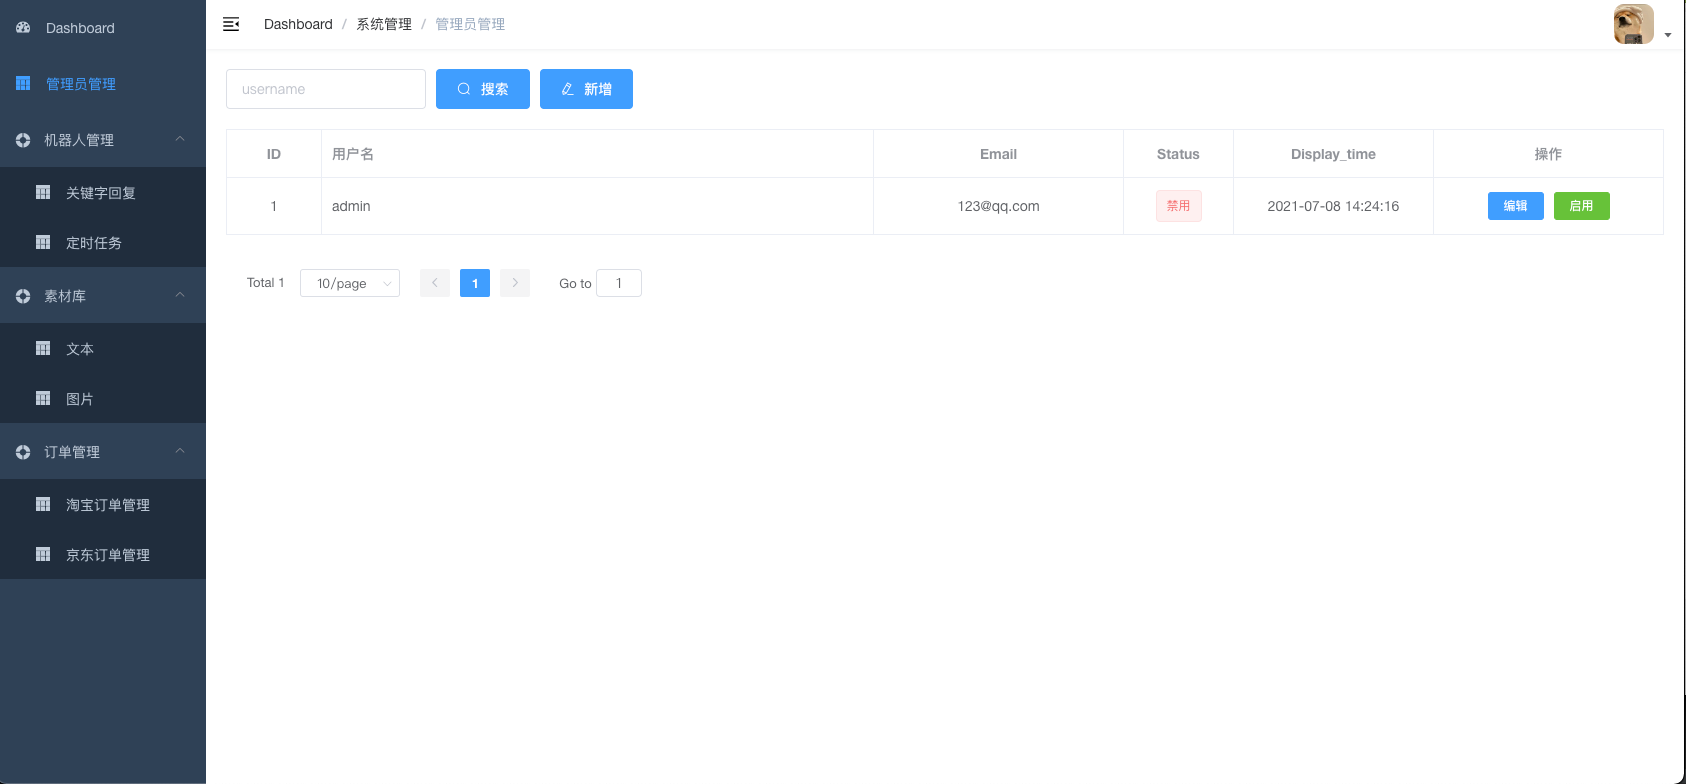 Dashboard
管理员管理
机器人管理
关键字回复
定时任务
素材库
文本
图片
订单管理
淘宝订单管理
京东订单管理
Dashboard / 系统管理 / 管理员管理
username 搜索 新增
ID 用户名 Email Status Display_time 操作
1 admin 123@qq.com 禁用 2021-07-08 14:24:16 编辑 启用
Total 1 10/page 1 Go to 1